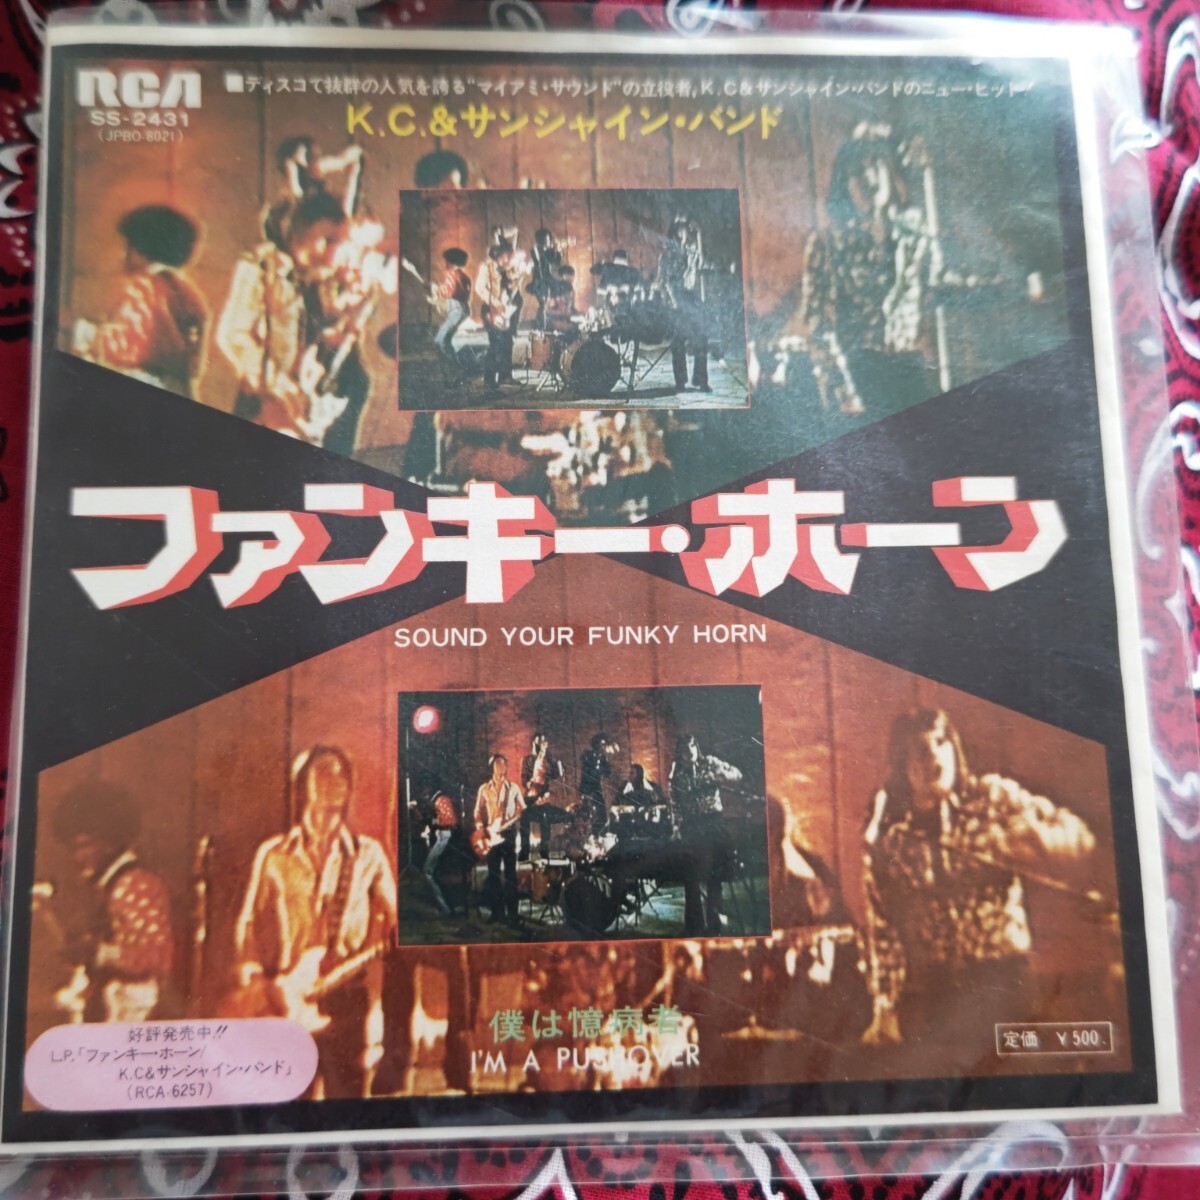 RCA
SS-2431
(JPBO-8021)
■ディスコで抜群の人気を誇る"マイアミ・サウンド"の立役者,K.C&サンシャイン・バンドのニュー・ヒット!
K.C.&サンシャイン・バンド
ファンキー・ホーン
SOUND YOUR FUNKY HORN
僕は憶病者
I'M A PUSHOVER
定価 ¥500.
好評発売中!!
L.P.「ファンキー・ホーン/
K.C&サンシャイン・バンド」
(RCA-6257)